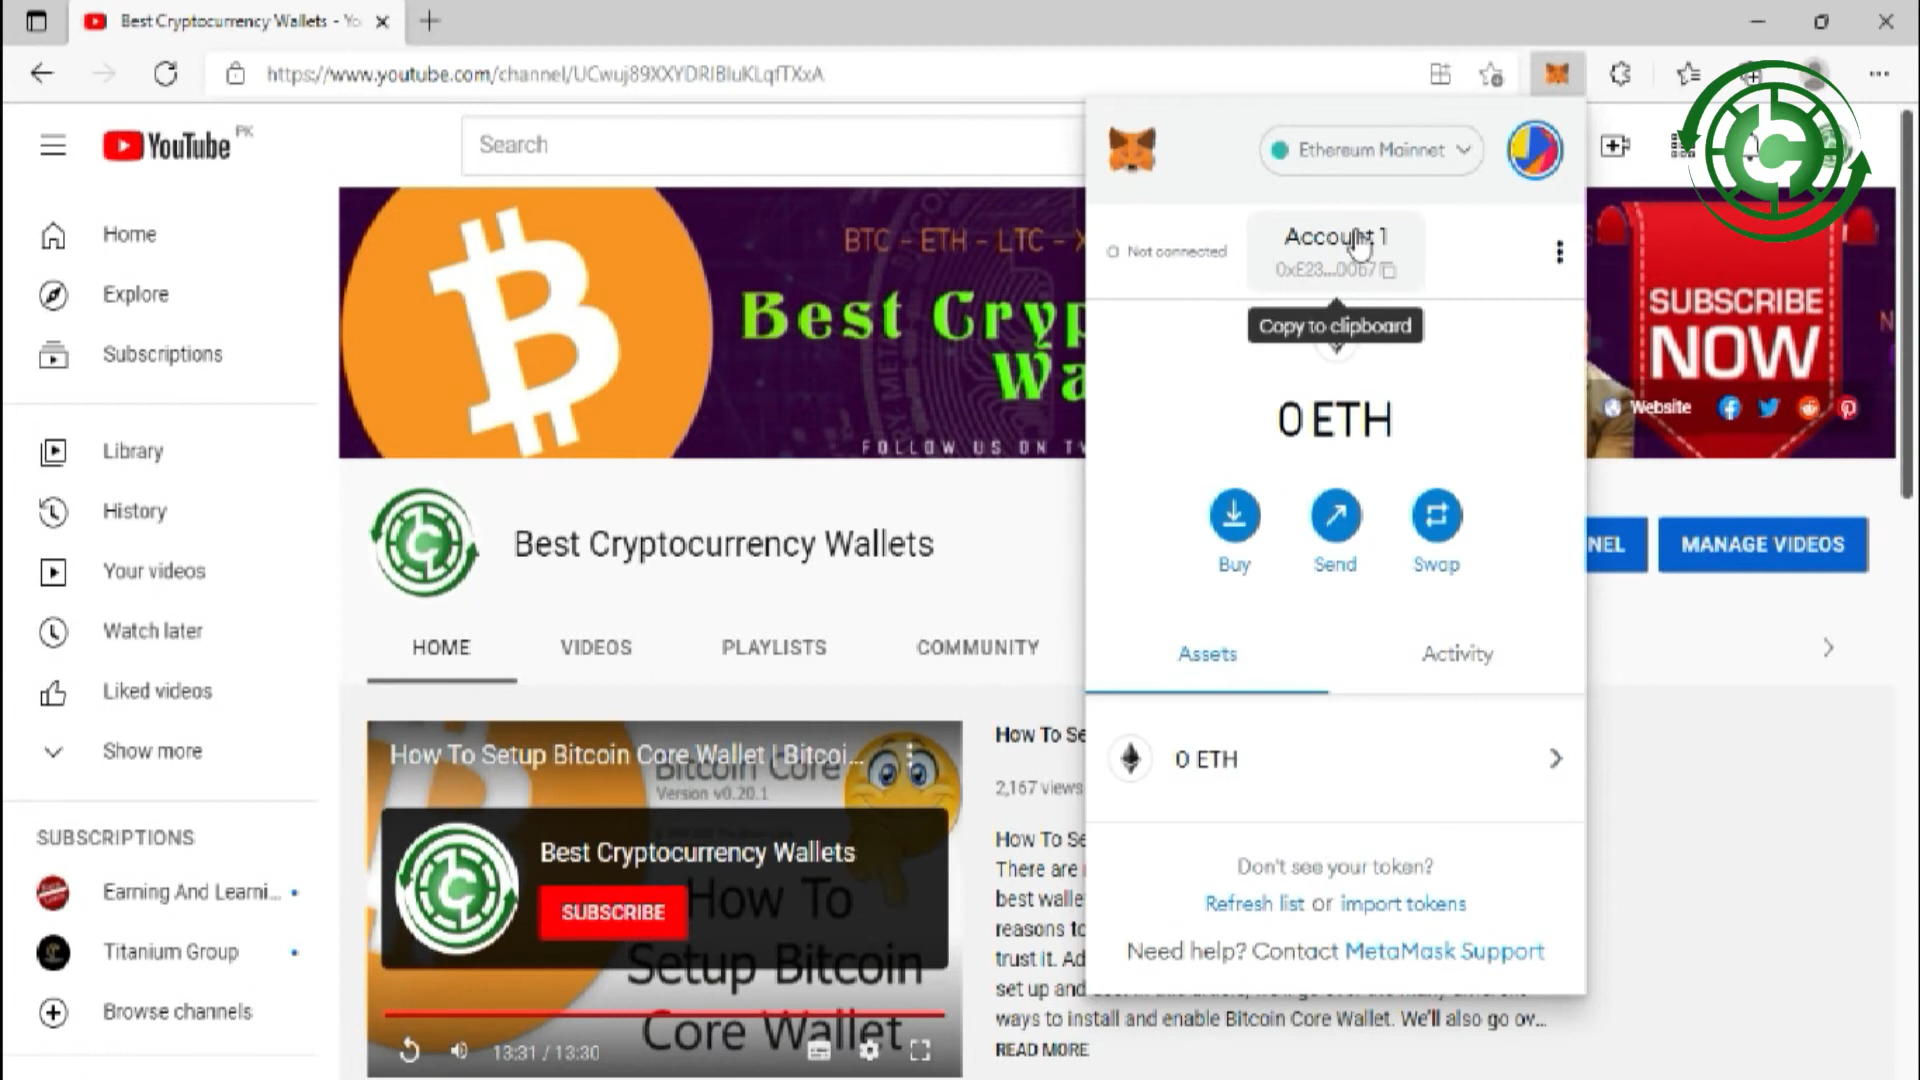 Best Cryptocurrency Wallets - Yo
https://www.youtube.com/channel/UCwuj89XXYDRIBluKLqfTXxA
YouTube PK
Search
Home
Explore
Subscriptions
Library
History
Your videos
Watch later
Liked videos
Show more
SUBSCRIPTIONS
Earning And Learni...
Titanium Group
Browse channels
BTC - ETH - LTC - X
Best Cryp
Wa
FOLLOW US ON TW
SUBSCRIBE
NOW
N
Website
Best Cryptocurrency Wallets
NEL
MANAGE VIDEOS
HOME
VIDEOS
PLAYLISTS
COMMUNITY
How To Setup Bitcoin Core Wallet | Bitcoi...
Bitcoin Core
Version v0.20.1
Best Cryptocurrency Wallets
SUBSCRIBE
How To
Setup Bitcoin
Core Wallet
13:31 / 13:30
How To Se
2,167 views
How To Se
There are
best walle
reasons to
trust it. Ad
set up and
ways to install and enable Bitcoin Core Wallet. We'll also go ov...
READ MORE
Ethereum Mainnet
Not connected
Account 1
0xE23...00b7
Copy to clipboard
0 ETH
Buy
Send
Swap
Assets
Activity
0 ETH
Don't see your token?
Refresh list or import tokens
Need help? Contact MetaMask Support